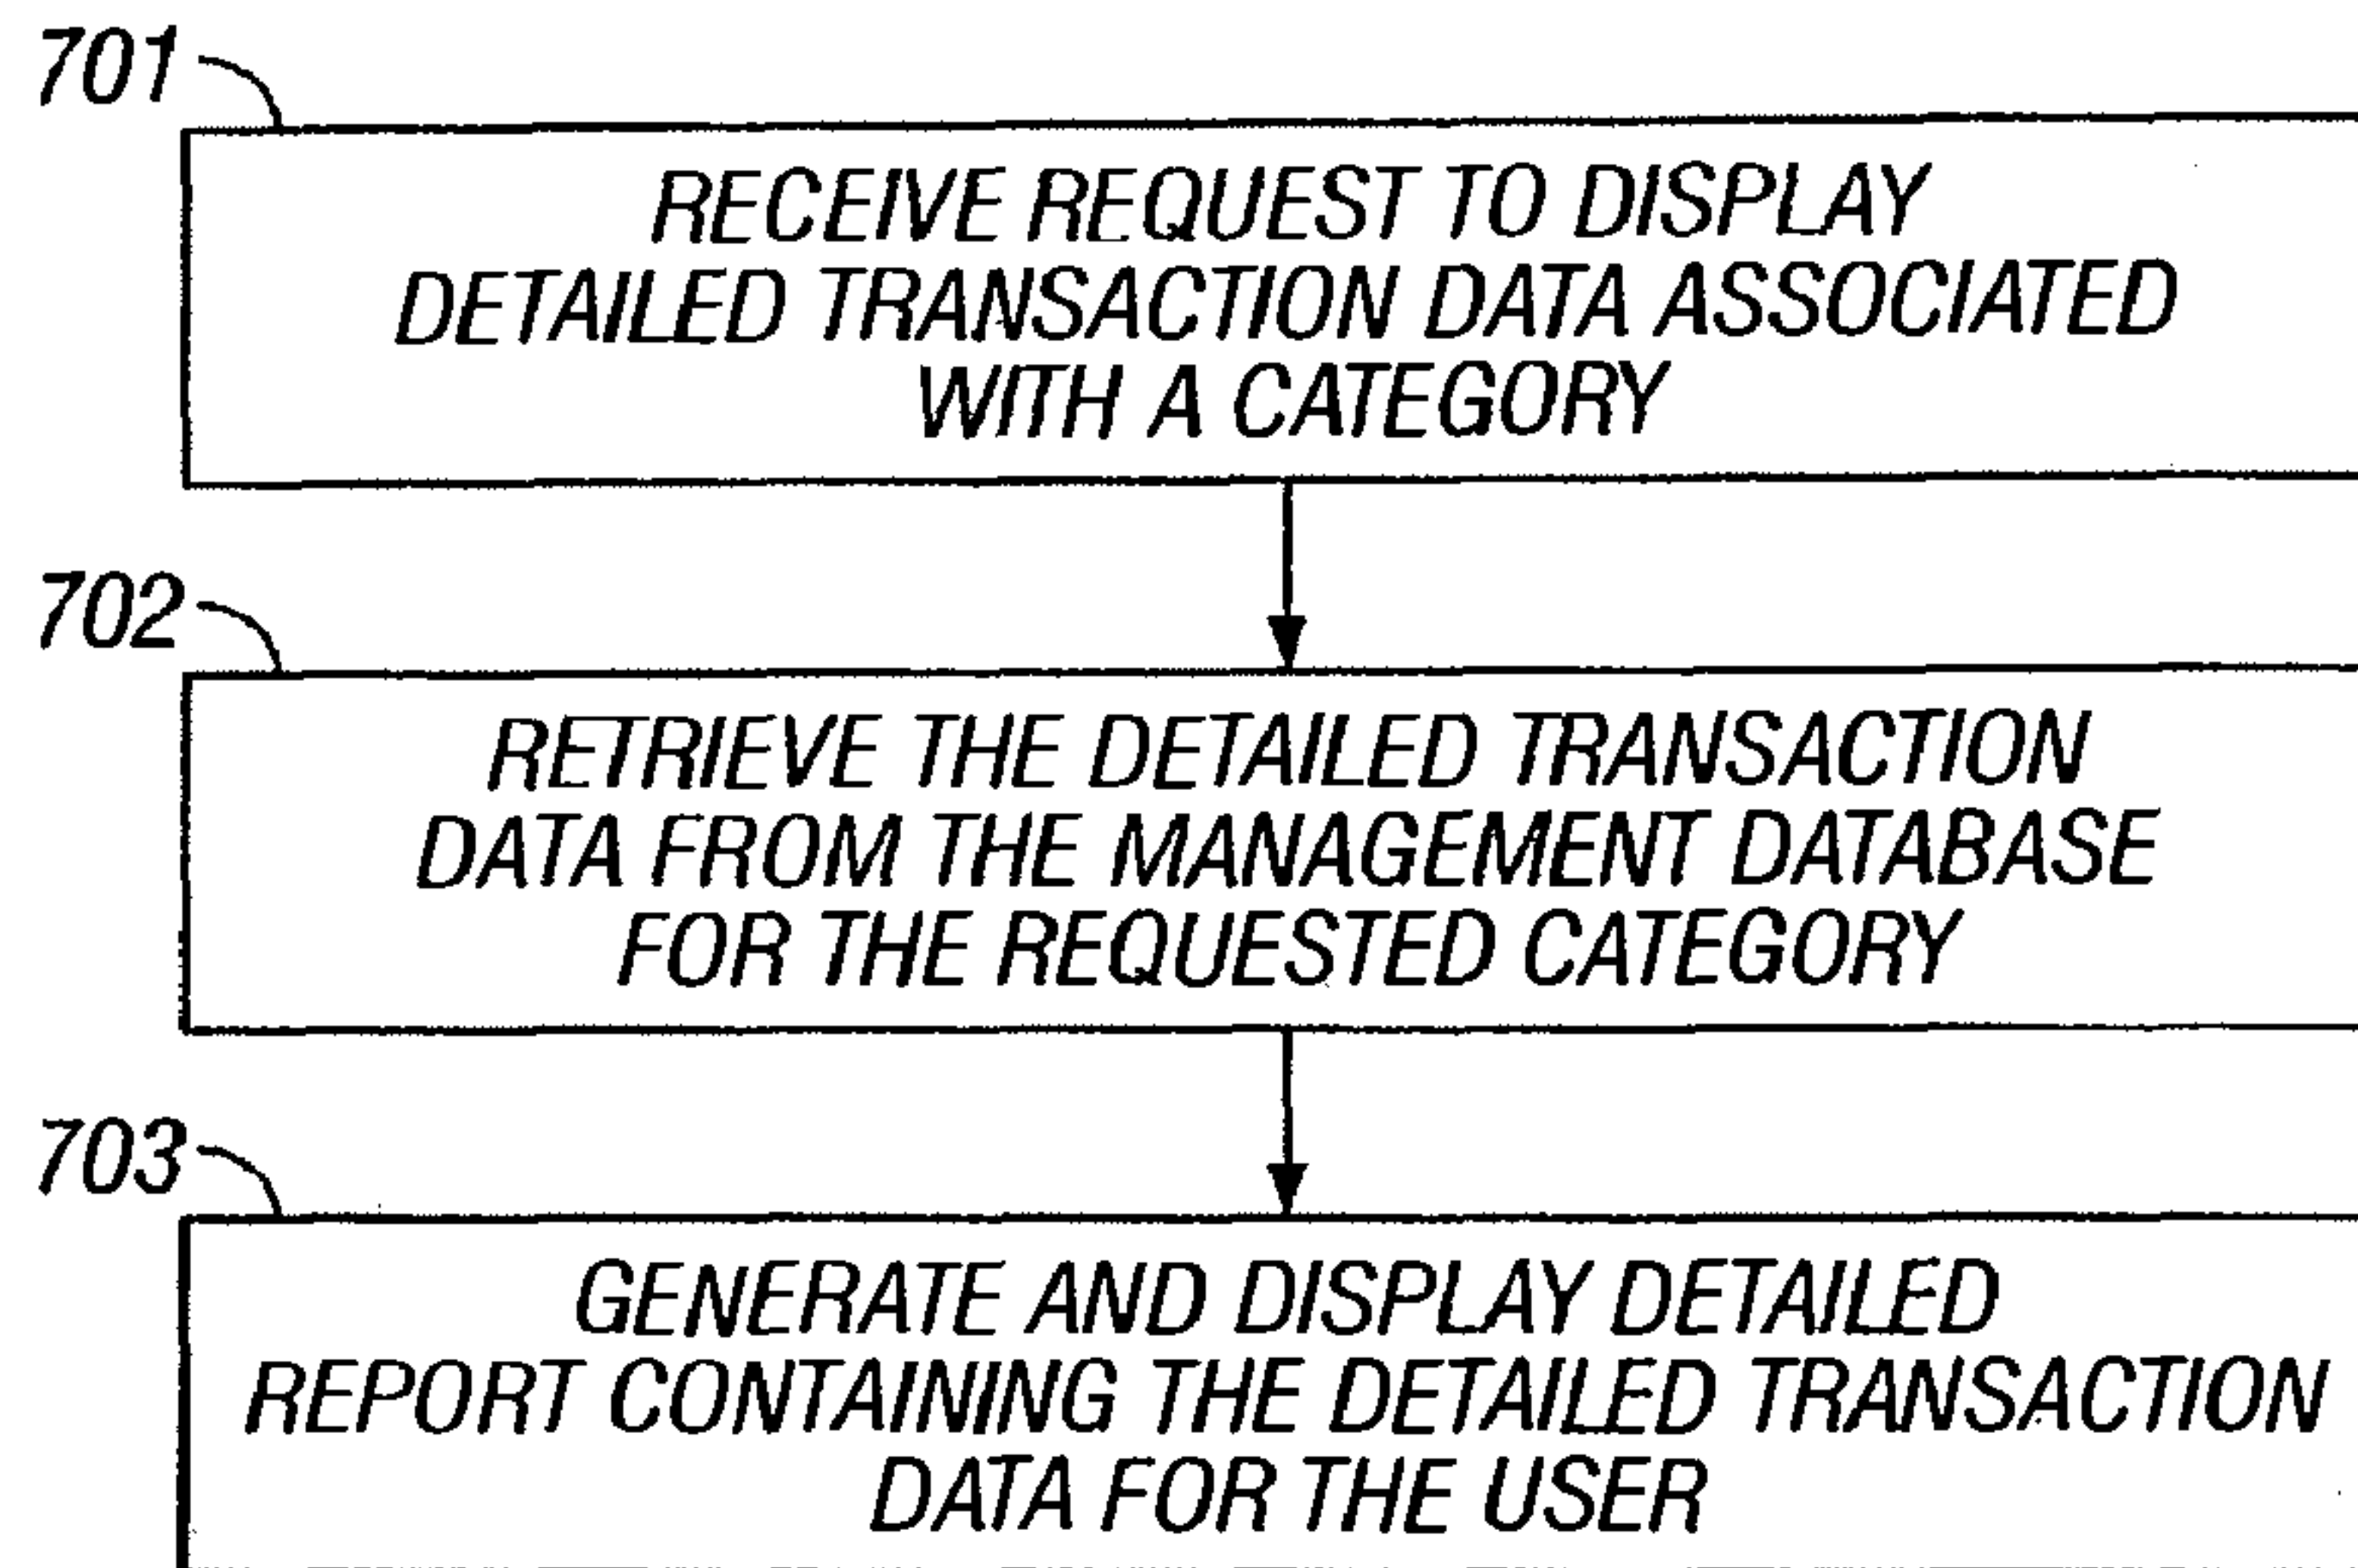 701
RECEIVE REQUEST TO DISPLAY
DETAILED TRANSACTION DATA ASSOCIATED
WITH A CATEGORY
702
RETRIEVE THE DETAILED TRANSACTION
DATA FROM THE MANAGEMENT DATABASE
FOR THE REQUESTED CATEGORY
703
GENERATE AND DISPLAY DETAILED
REPORT CONTAINING THE DETAILED TRANSACTION
DATA FOR THE USER